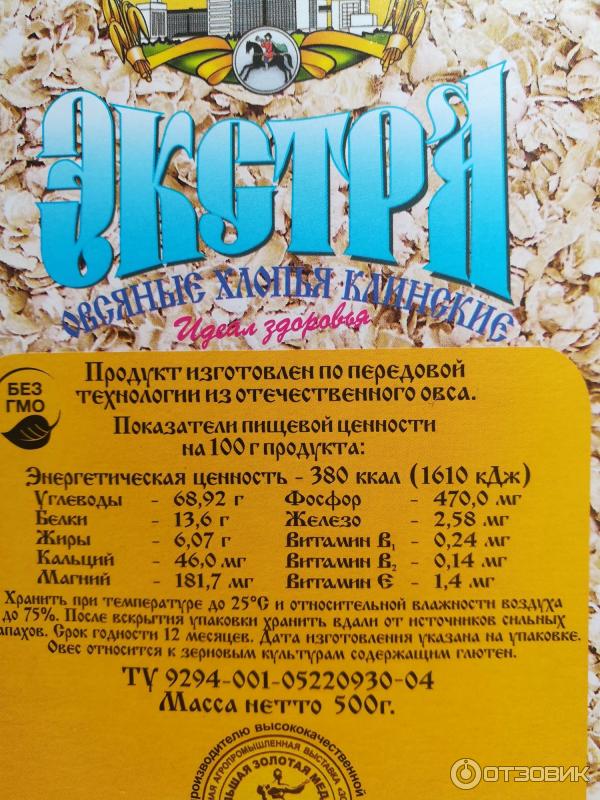 ЭКСТРА
ОВСЯНЫЕ ХЛОПЬЯ КЛИНСКИЕ
Идеал здоровья
БЕЗ
ГМО
Продукт изготовлен по передовой
технологии из отечественного овса.
Показатели пищевой ценности
на 100 г продукта:
Энергетическая ценность - 380 ккал (1610 кДж)
Углеводы - 68,92 г Фосфор - 470,0 мг
Белки - 13,6 г Железо - 2,58 мг
Жиры - 6,07 г Витамин B₁ - 0,24 мг
Кальций - 46,0 мг Витамин B₂ - 0,14 мг
Магний - 181,7 мг Витамин Е - 1,4 мг
Хранить при температуре до 25°С и относительной влажности воздуха
до 75%. После вскрытия упаковки хранить вдали от источников сильных
апахов. Срок годности 12 месяцев. Дата изготовления указана на упаковке.
Овес относится к зерновым культурам содержащим глютен.
ТУ 9294-001-05220930-04
Масса нетто 500г.
производителю высококачественной
АГРОПРОМЫШЛЕННАЯ ВЫСТАВКА
ЗОЛОТАЯ
ОТЗОВИК